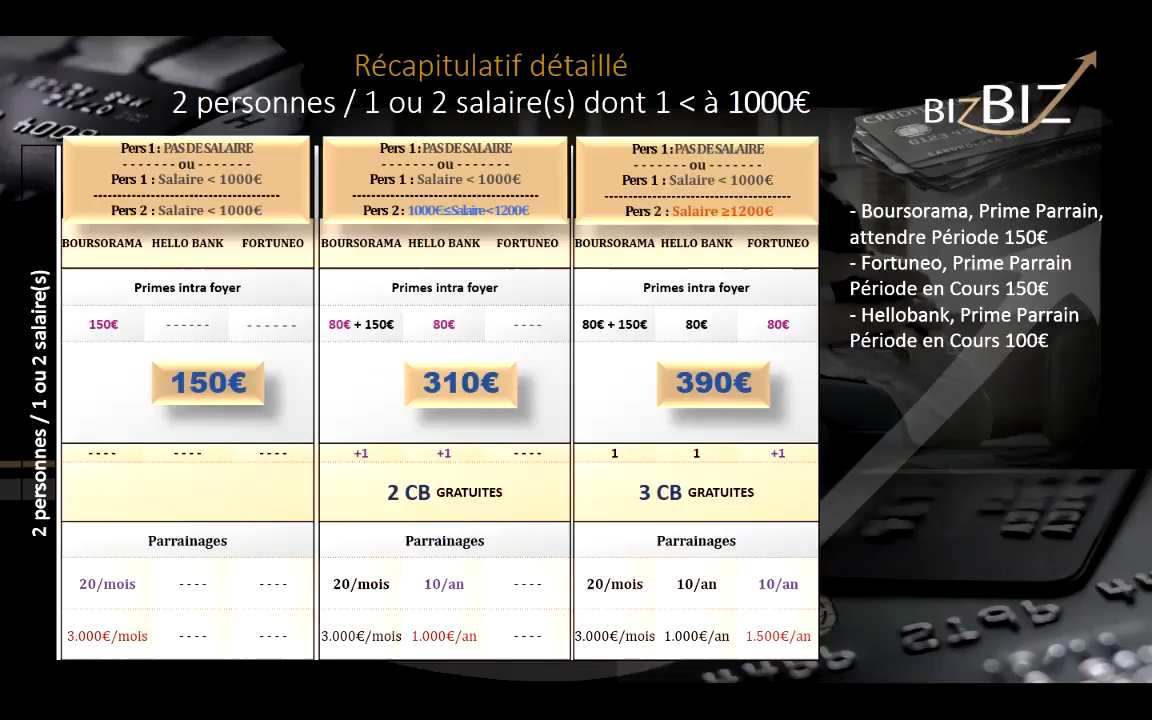 Récapitulatif détaillé
2 personnes / 1 ou 2 salaire(s) dont 1 < à 1000€
BIZBIZ
CREDIT
Pers 1 : PAS DE SALAIRE
- - - - - - - ou - - - - - - -
Pers 1 : Salaire < 1000€
Pers 2 : Salaire < 1000€
Pers 1 : PAS DE SALAIRE
- - - - - - - ou - - - - - - -
Pers 1 : Salaire < 1000€
Pers 2 : 1000€≤Salaire<1200€
Pers 1 : PAS DE SALAIRE
- - - - - - - ou - - - - - - -
Pers 1 : Salaire < 1000€
Pers 2 : Salaire ≥1200€
BOURSORAMA HELLO BANK FORTUNEO BOURSORAMA HELLO BANK FORTUNEO BOURSORAMA HELLO BANK FORTUNEO
Primes intra foyer Primes intra foyer Primes intra foyer
150€ - - - - - - - - - - - - 80€ + 150€ 80€ - - - - 80€ + 150€ 80€ 80€
150€ 310€ 390€
- - - - - - - - - - - - +1 +1 - - - - 1 1 +1
2 CB GRATUITES 3 CB GRATUITES
Parrainages Parrainages Parrainages
20/mois - - - - - - - - 20/mois 10/an - - - - 20/mois 10/an 10/an
3.000€/mois - - - - - - - - 3.000€/mois 1.000€/an - - - - 3.000€/mois 1.000€/an 1.500€/an
2 personnes / 1 ou 2 salaire(s)
- Boursorama, Prime Parrain,
attendre Période 150€
- Fortuneo, Prime Parrain
Période en Cours 150€
- Hellobank, Prime Parrain
Période en Cours 100€